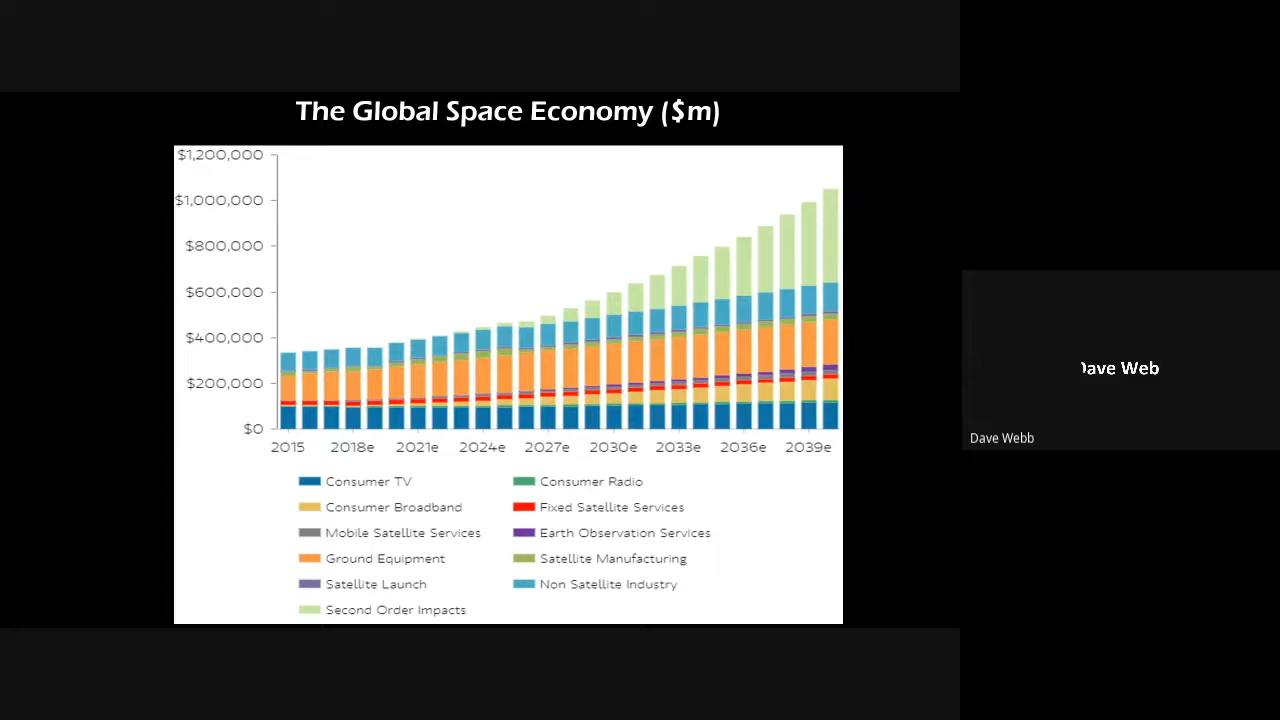 The Global Space Economy ($m)
$1,200,000
$1,000,000
$800,000
$600,000
$400,000
$200,000
$0
2015 2018e 2021e 2024e 2027e 2030e 2033e 2036e 2039e
Consumer TV Consumer Radio
Consumer Broadband Fixed Satellite Services
Mobile Satellite Services Earth Observation Services
Ground Equipment Satellite Manufacturing
Satellite Launch Non Satellite Industry
Second Order Impacts
Dave Web
Dave Webb